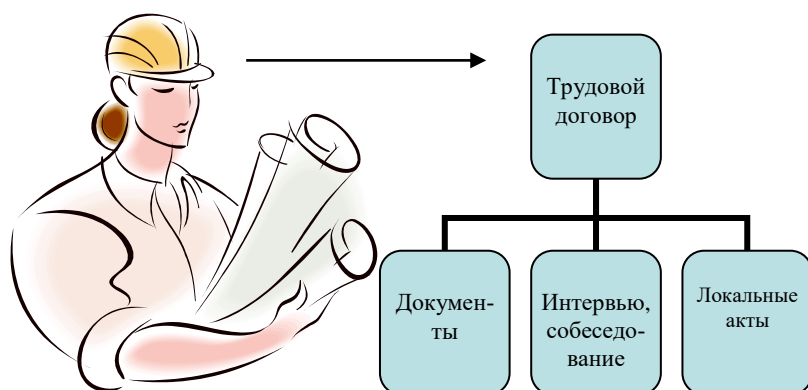 Трудовой
договор
Докумен-
ты
Интервью,
собеседо-
вание
Локальные
акты